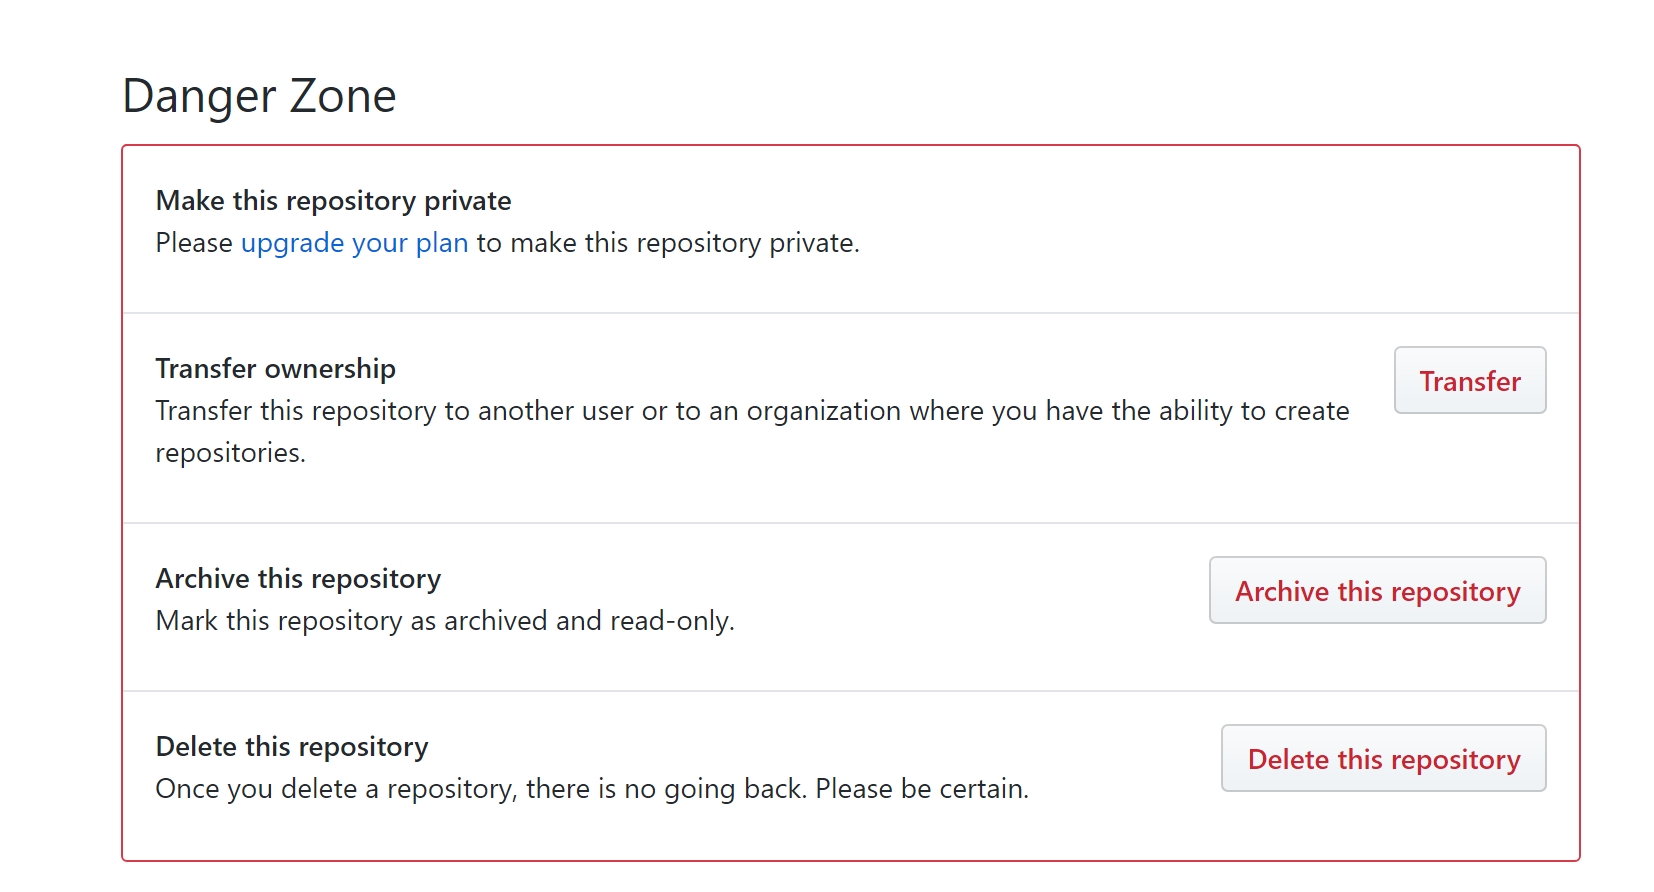 Danger Zone
Make this repository private
Please upgrade your plan to make this repository private.
Transfer ownership
Transfer this repository to another user or to an organization where you have the ability to create
repositories.
Transfer
Archive this repository
Mark this repository as archived and read-only.
Archive this repository
Delete this repository
Once you delete a repository, there is no going back. Please be certain.
Delete this repository